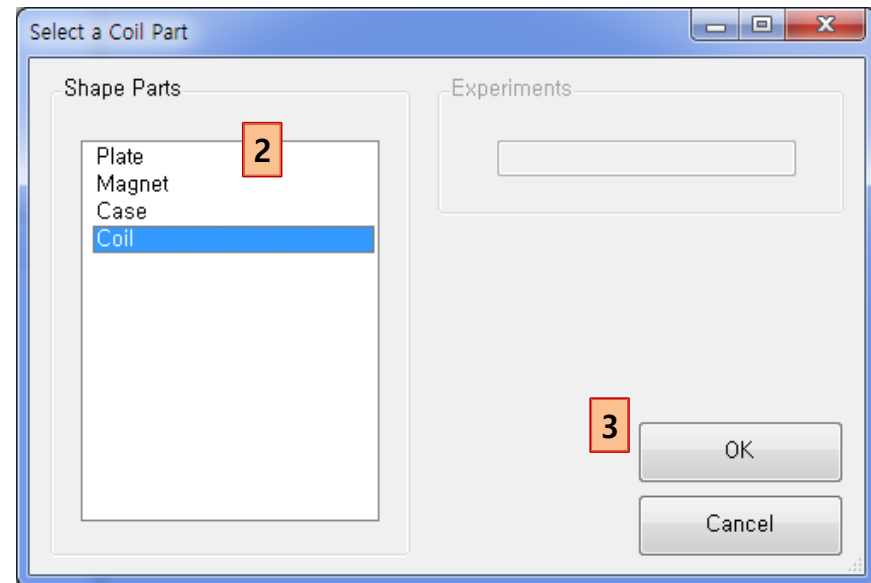 Select a Coil Part
Shape Parts
Experiments
2
Plate
Magnet
Case
Coil
3
OK
Cancel